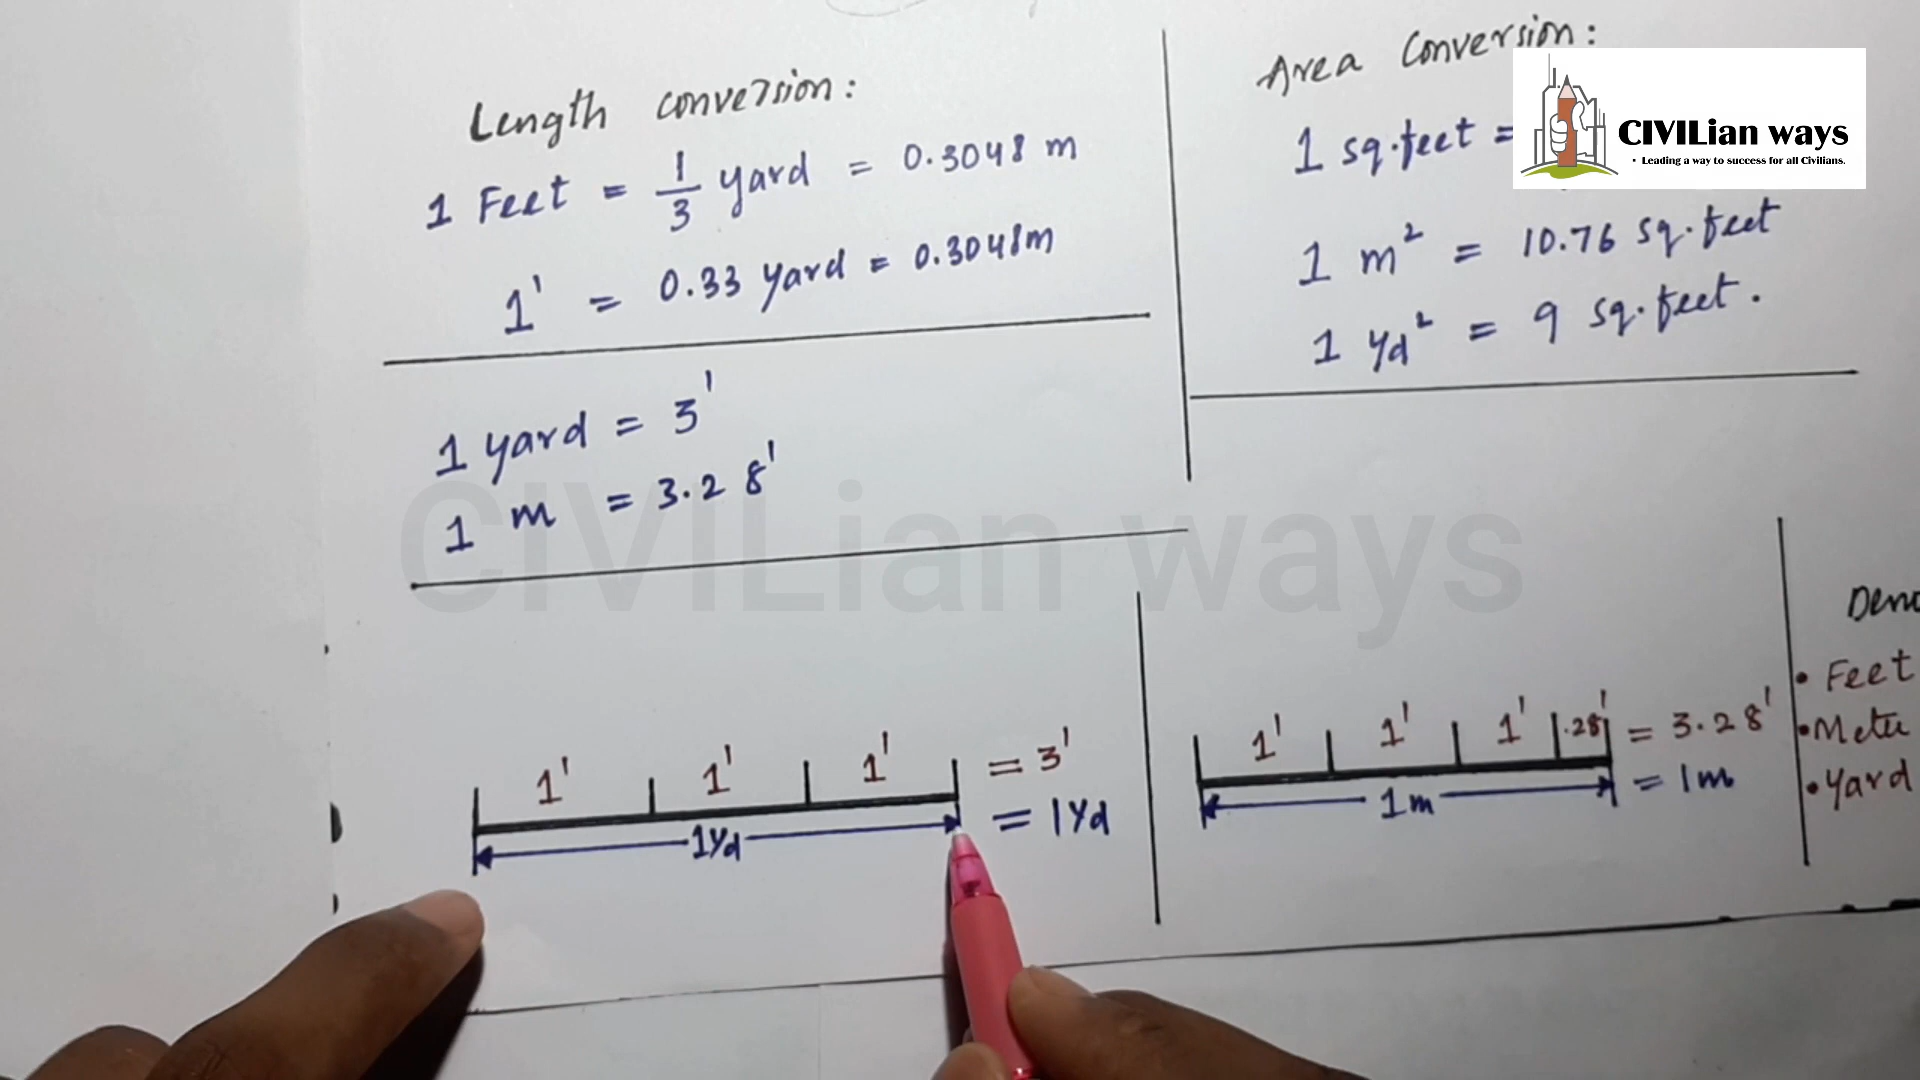 Length conversion:
1 Feet = 1/3 yard = 0.3048 m
1' = 0.33 yard = 0.3048m
1 yard = 3'
1 m = 3.28'
Area Conversion:
1 sq.feet =
1 m² = 10.76 sq.feet
1 yd² = 9 sq.feet.
CIVILian ways
• Leading a way to success for all Civilians.
CIVILian ways
1' 1' 1' = 3'
1Yd = 1Yd
1' 1' 1' .28' = 3.28'
1m = 1m
• Feet
• Metu
• Yard